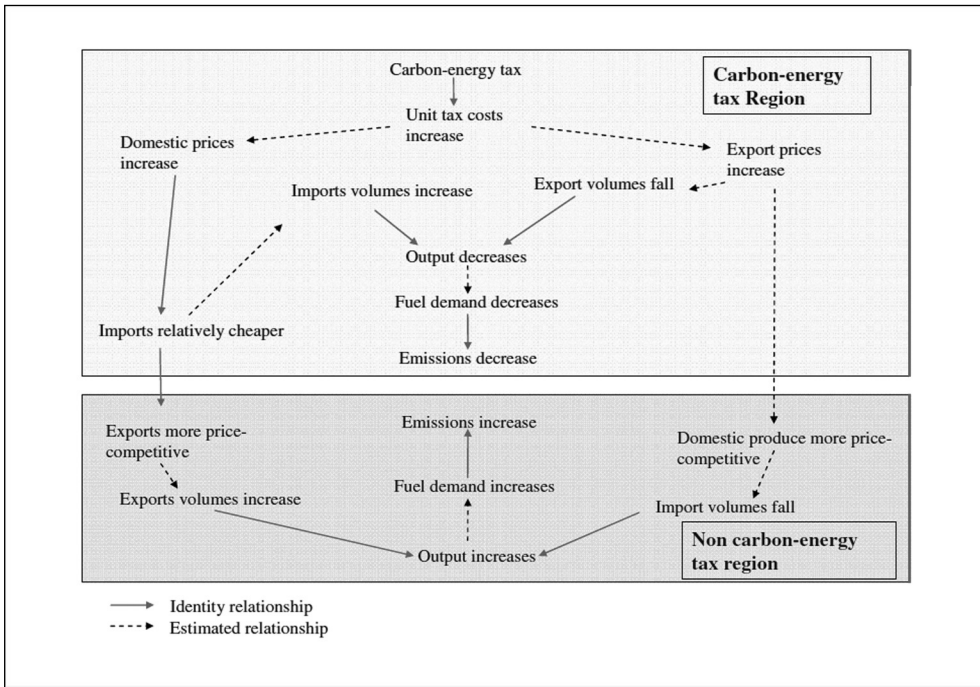 Carbon-energy tax
Carbon-energy
tax Region
Unit tax costs
increase
Domestic prices
increase
Export prices
increase
Imports volumes increase
Export volumes fall
Output decreases
Fuel demand decreases
Imports relatively cheaper
Emissions decrease
Exports more price-
competitive
Emissions increase
Domestic produce more price-
competitive
Fuel demand increases
Exports volumes increase
Import volumes fall
Output increases
Non carbon-energy
tax region
Identity relationship
Estimated relationship